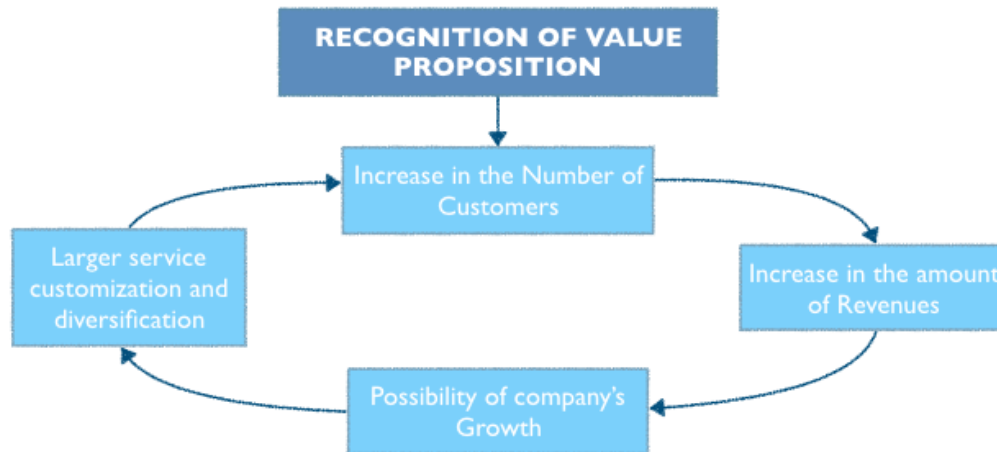 RECOGNITION OF VALUE
PROPOSITION
Increase in the Number of
Customers
Larger service
customization and
diversification
Increase in the amount
of Revenues
Possibility of company's
Growth